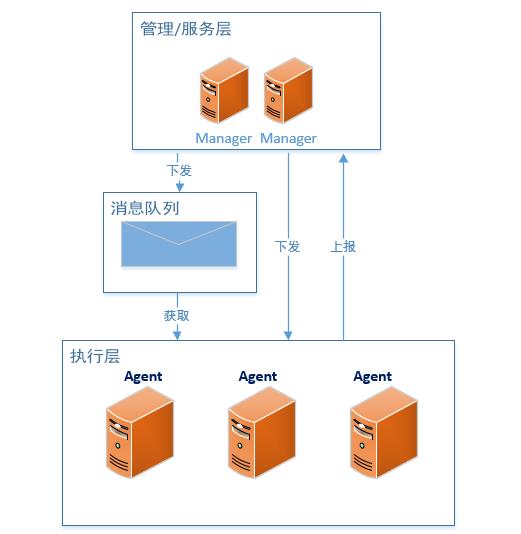 管理/服务层
Manager Manager
下发
消息队列
下发
上报
获取
执行层
Agent Agent Agent